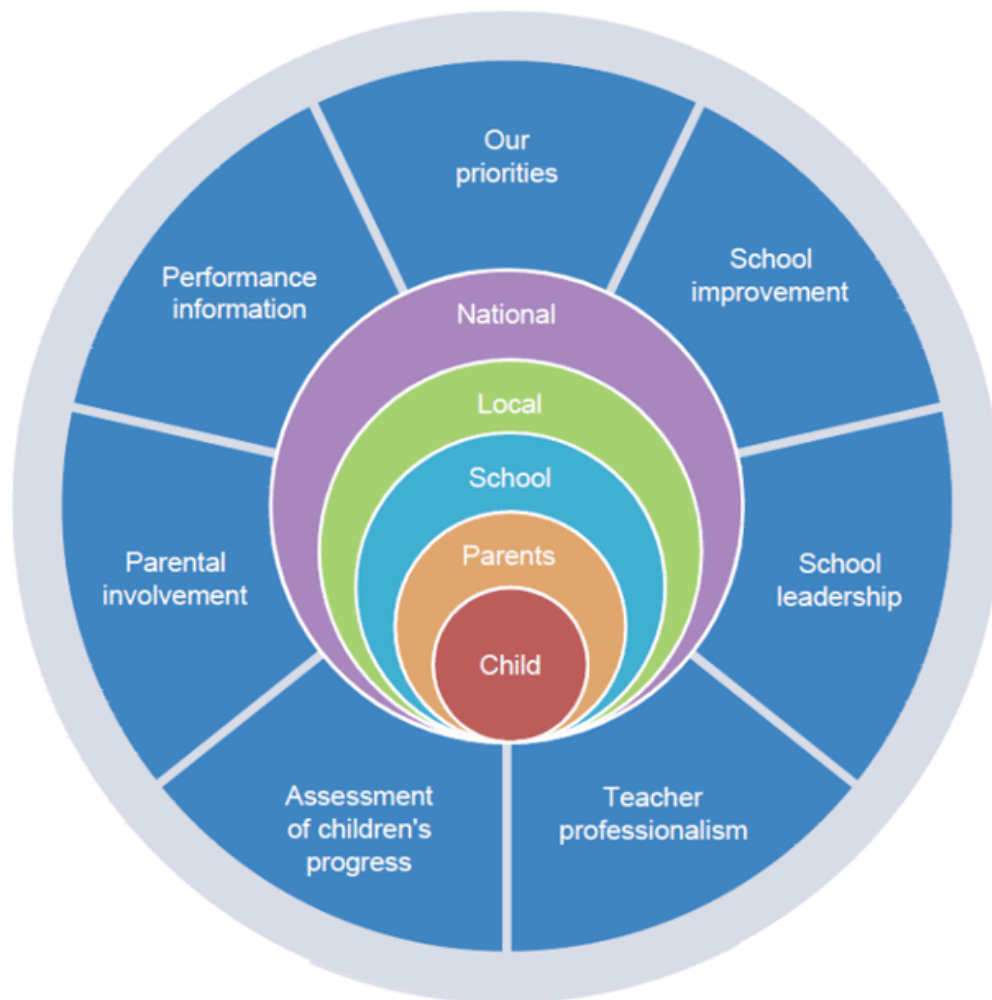 Our
priorities
School
improvement
School
leadership
Teacher
professionalism
Assessment
of children's
progress
Parental
involvement
Performance
information
National
Local
School
Parents
Child